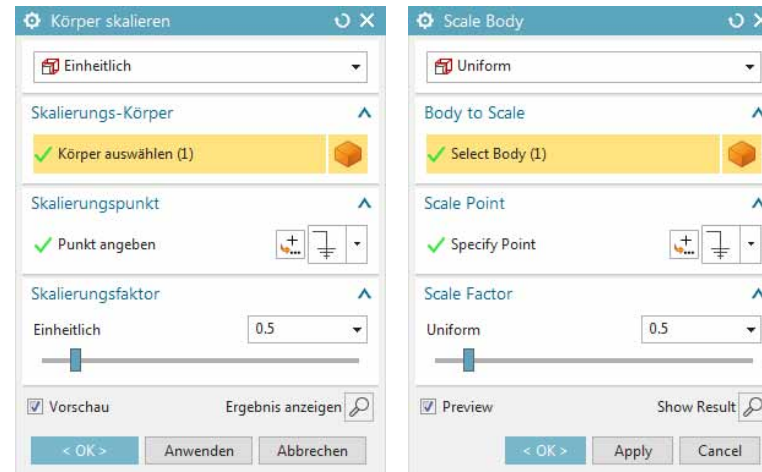 Körper skalieren
Einheitlich
Skalierungs-Körper
Körper auswählen (1)
Skalierungspunkt
Punkt angeben
Skalierungsfaktor
Einheitlich 0.5
Vorschau Ergebnis anzeigen
< OK > Anwenden Abbrechen
Scale Body
Uniform
Body to Scale
Select Body (1)
Scale Point
Specify Point
Scale Factor
Uniform 0.5
Preview Show Result
< OK > Apply Cancel